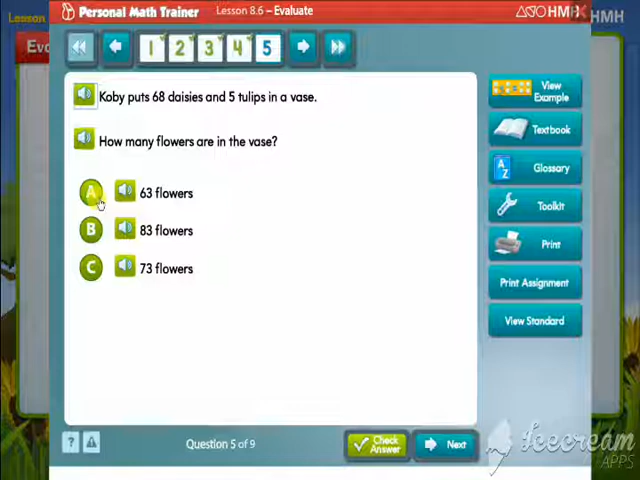 Lesson
Personal Math Trainer Lesson 8.6 – Evaluate HMH
HMH
1 2 3 4 5
Koby puts 68 daisies and 5 tulips in a vase.
How many flowers are in the vase?
A 63 flowers
B 83 flowers
C 73 flowers
View Example
Textbook
A Z Glossary
Toolkit
Print
Print Assignment
View Standard
? Question 5 of 9 Check Answer Next
Icecream
APPS